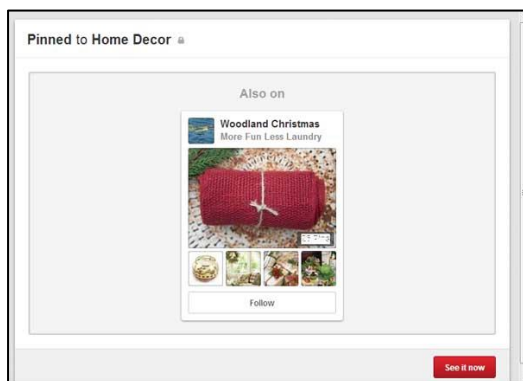 Pinned to Home Decor
Also on
Woodland Christmas
More Fun Less Laundry
Follow
See it now